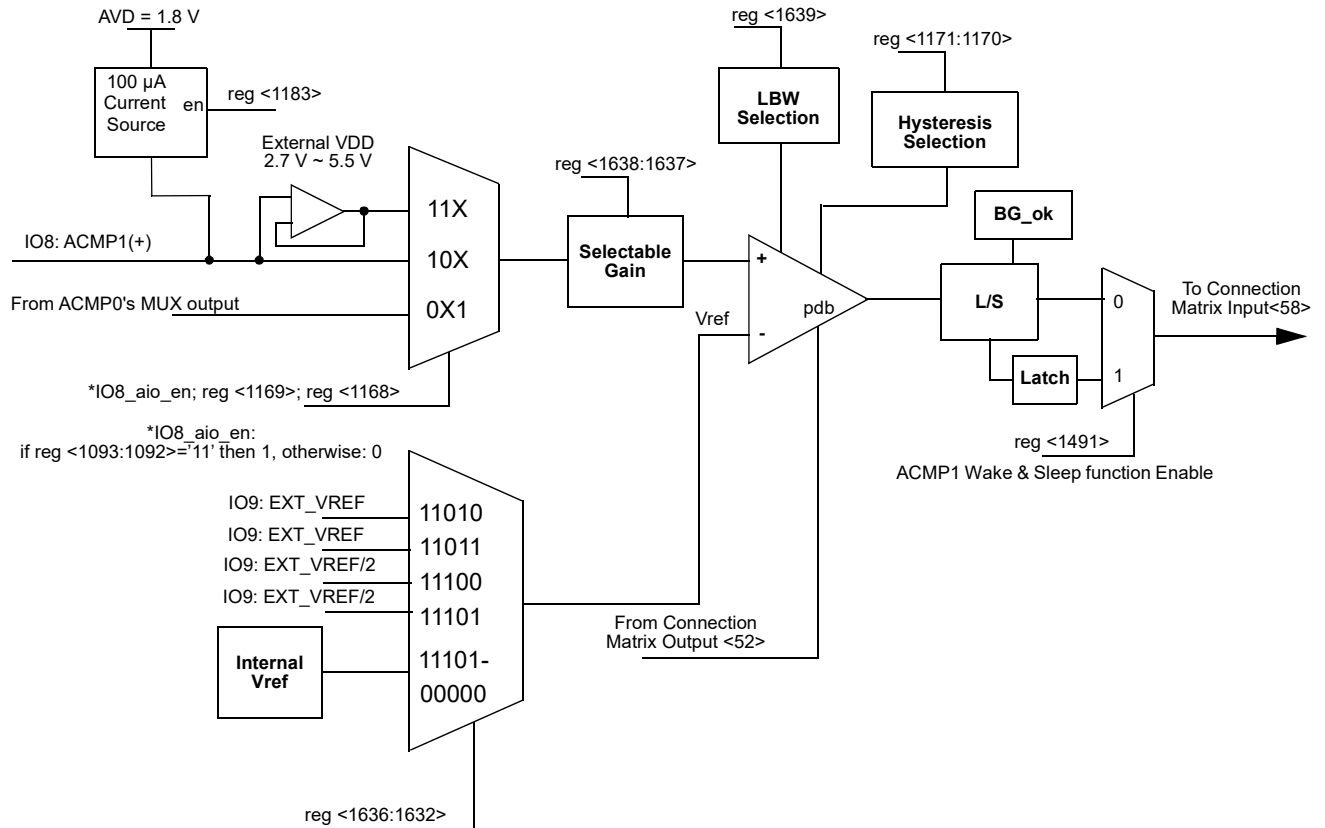 AVD = 1.8 V
reg <1639>
reg <1171:1170>
100 µA
Current
Source
en
reg <1183>
LBW
Selection
Hysteresis
Selection
External VDD
2.7 V ~ 5.5 V
reg <1638:1637>
11X
BG_ok
IO8: ACMP1(+)
10X
Selectable
Gain
+
L/S
0
To Connection
Matrix Input<58>
From ACMP0's MUX output
0X1
Vref
pdb
-
Latch
1
*IO8_aio_en; reg <1169>; reg <1168>
*IO8_aio_en:
if reg <1093:1092>='11' then 1, otherwise: 0
reg <1491>
ACMP1 Wake & Sleep function Enable
IO9: EXT_VREF
11010
IO9: EXT_VREF
11011
IO9: EXT_VREF/2
11100
IO9: EXT_VREF/2
11101
From Connection
Matrix Output <52>
Internal
Vref
11101-
00000
reg <1636:1632>